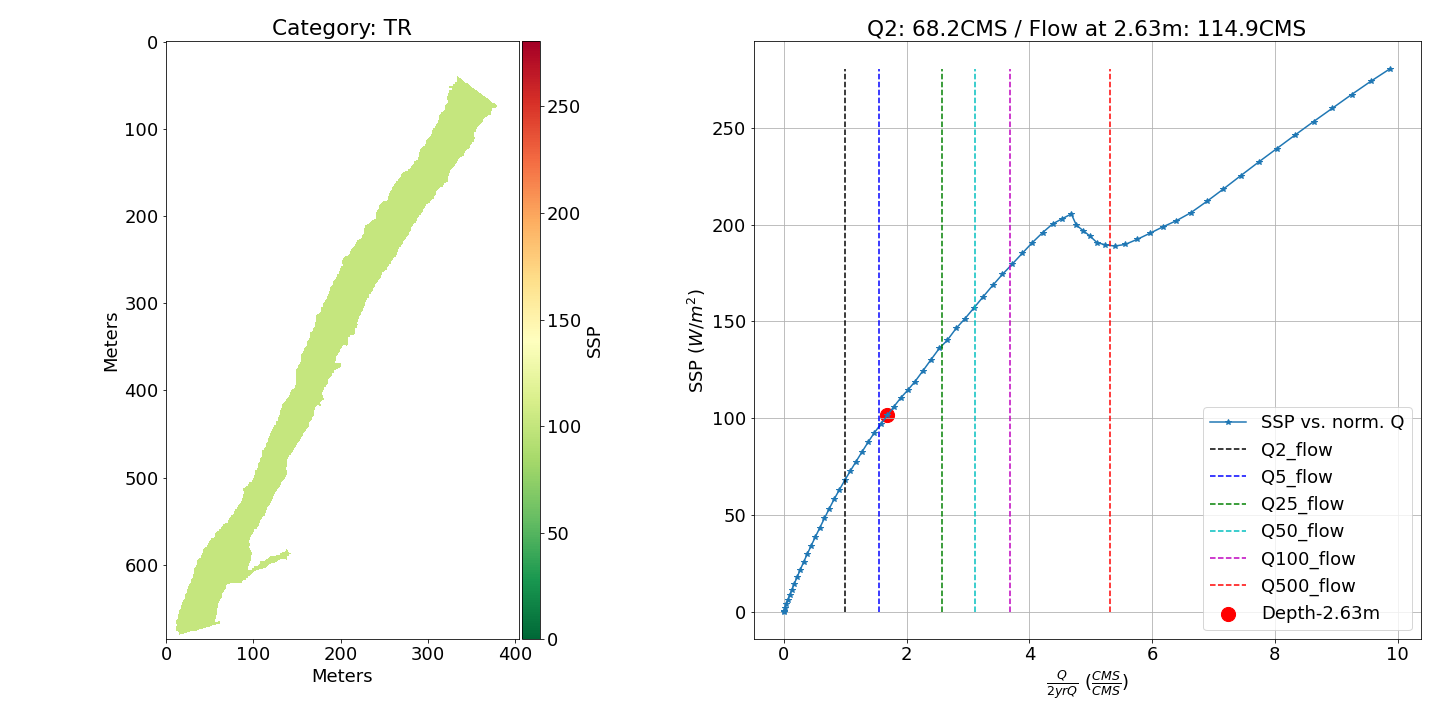 Category: TR
0
100
200
300
400
500
600
Meters
0
100
200
300
400
Meters
250
200
150
100
50
0
SSP
Q2: 68.2CMS / Flow at 2.63m: 114.9CMS
250
200
150
100
50
0
SSP (W/m²)
0
2
4
6
8
10
Q/2yrQ (CMS/CMS)
SSP vs. norm. Q
Q2_flow
Q5_flow
Q25_flow
Q50_flow
Q100_flow
Q500_flow
Depth-2.63m